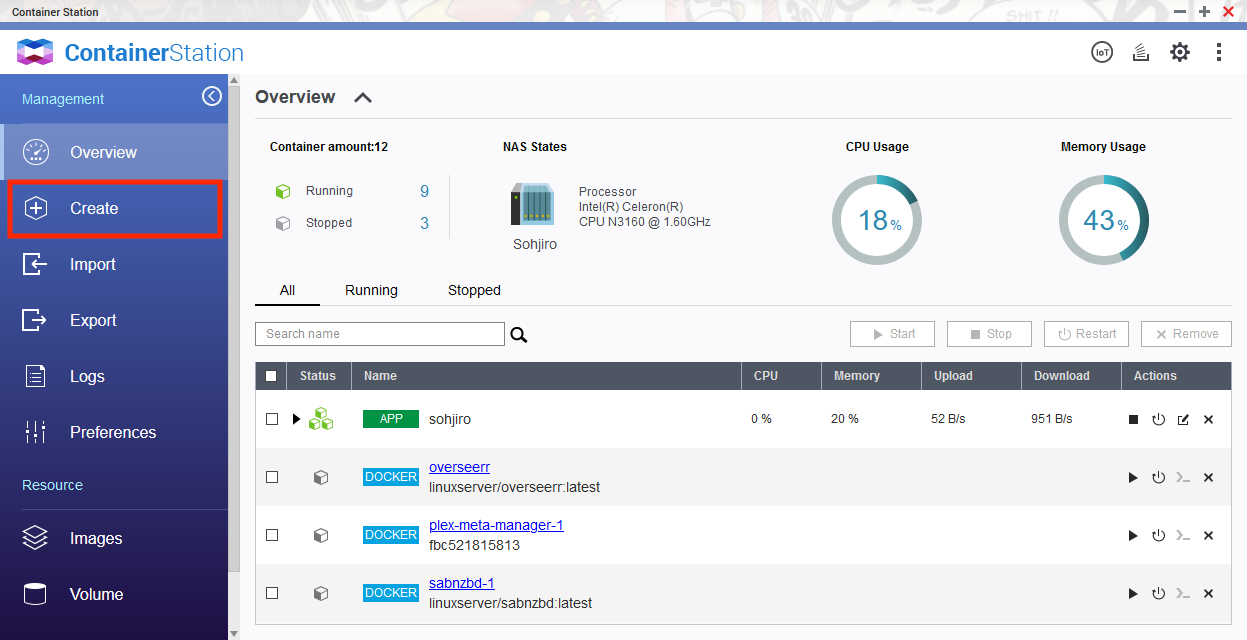 Container Station
SHIT !!
ContainerStation
IoT
Management
Overview
Create
Import
Export
Logs
Preferences
Resource
Images
Volume
Overview
Container amount:12
Running 9
Stopped 3
NAS States
Sohjiro
Processor
Intel(R) Celeron(R)
CPU N3160 @ 1.60GHz
CPU Usage
18%
Memory Usage
43%
All Running Stopped
Search name
Start Stop Restart Remove
Status Name CPU Memory Upload Download Actions
APP sohjiro 0 % 20 % 52 B/s 951 B/s
DOCKER overseerr
linuxserver/overseerr:latest
DOCKER plex-meta-manager-1
fbc521815813
DOCKER sabnzbd-1
linuxserver/sabnzbd:latest